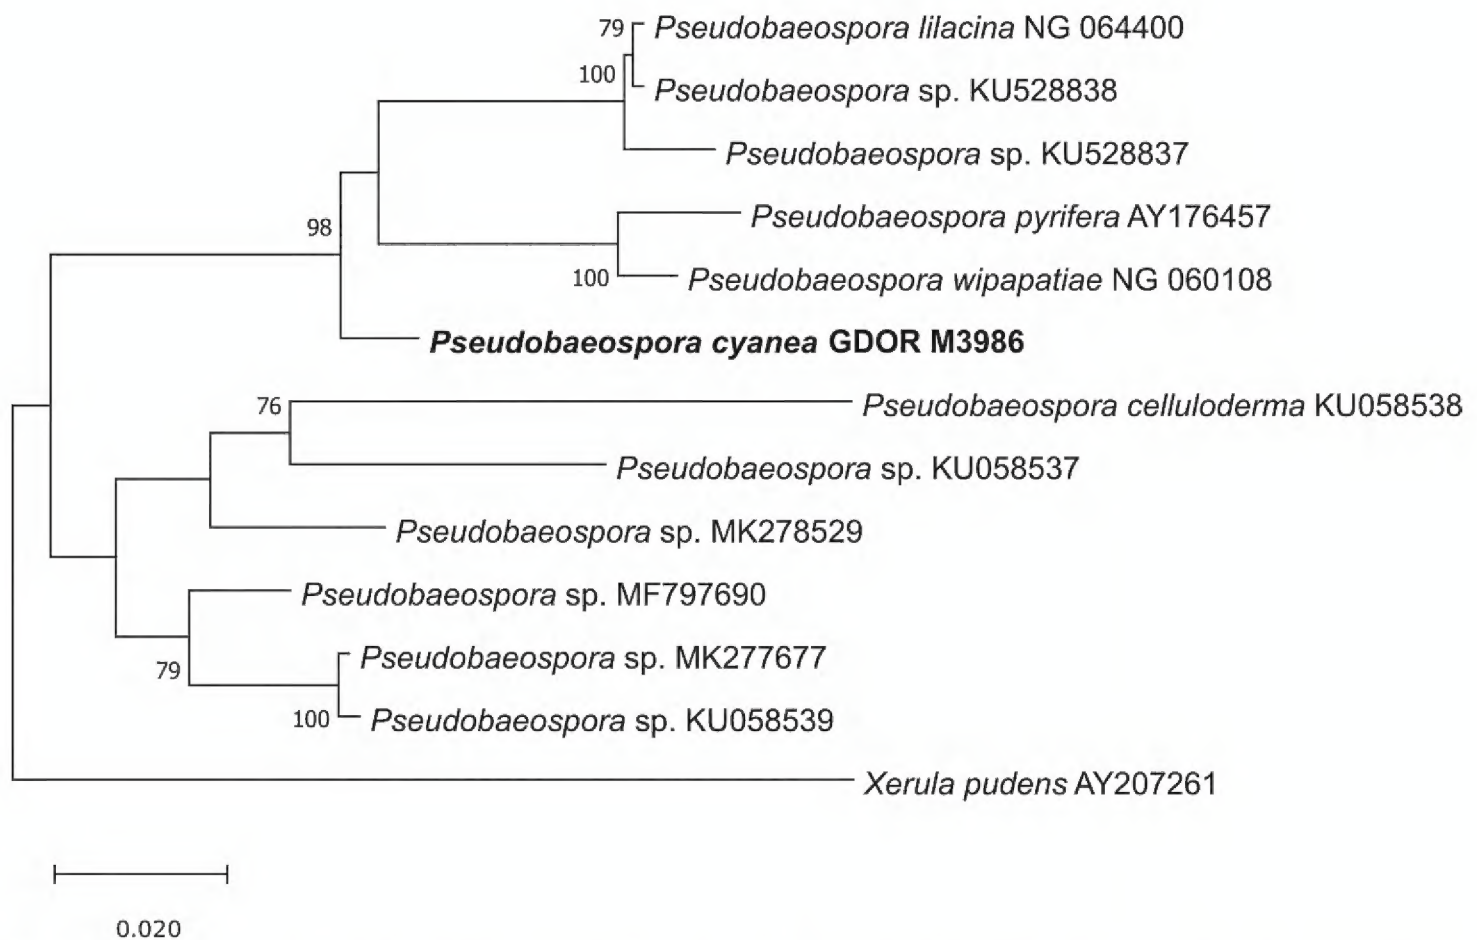 79
Pseudobaeospora lilacina NG 064400
100
Pseudobaeospora sp. KU528838
Pseudobaeospora sp. KU528837
Pseudobaeospora pyrifera AY176457
98
100
Pseudobaeospora wipapatiae NG 060108
Pseudobaeospora cyanea GDOR M3986
76
Pseudobaeospora celluloderma KU058538
Pseudobaeospora sp. KU058537
Pseudobaeospora sp. MK278529
Pseudobaeospora sp. MF797690
79
Pseudobaeospora sp. MK277677
100
Pseudobaeospora sp. KU058539
Xerula pudens AY207261
0.020